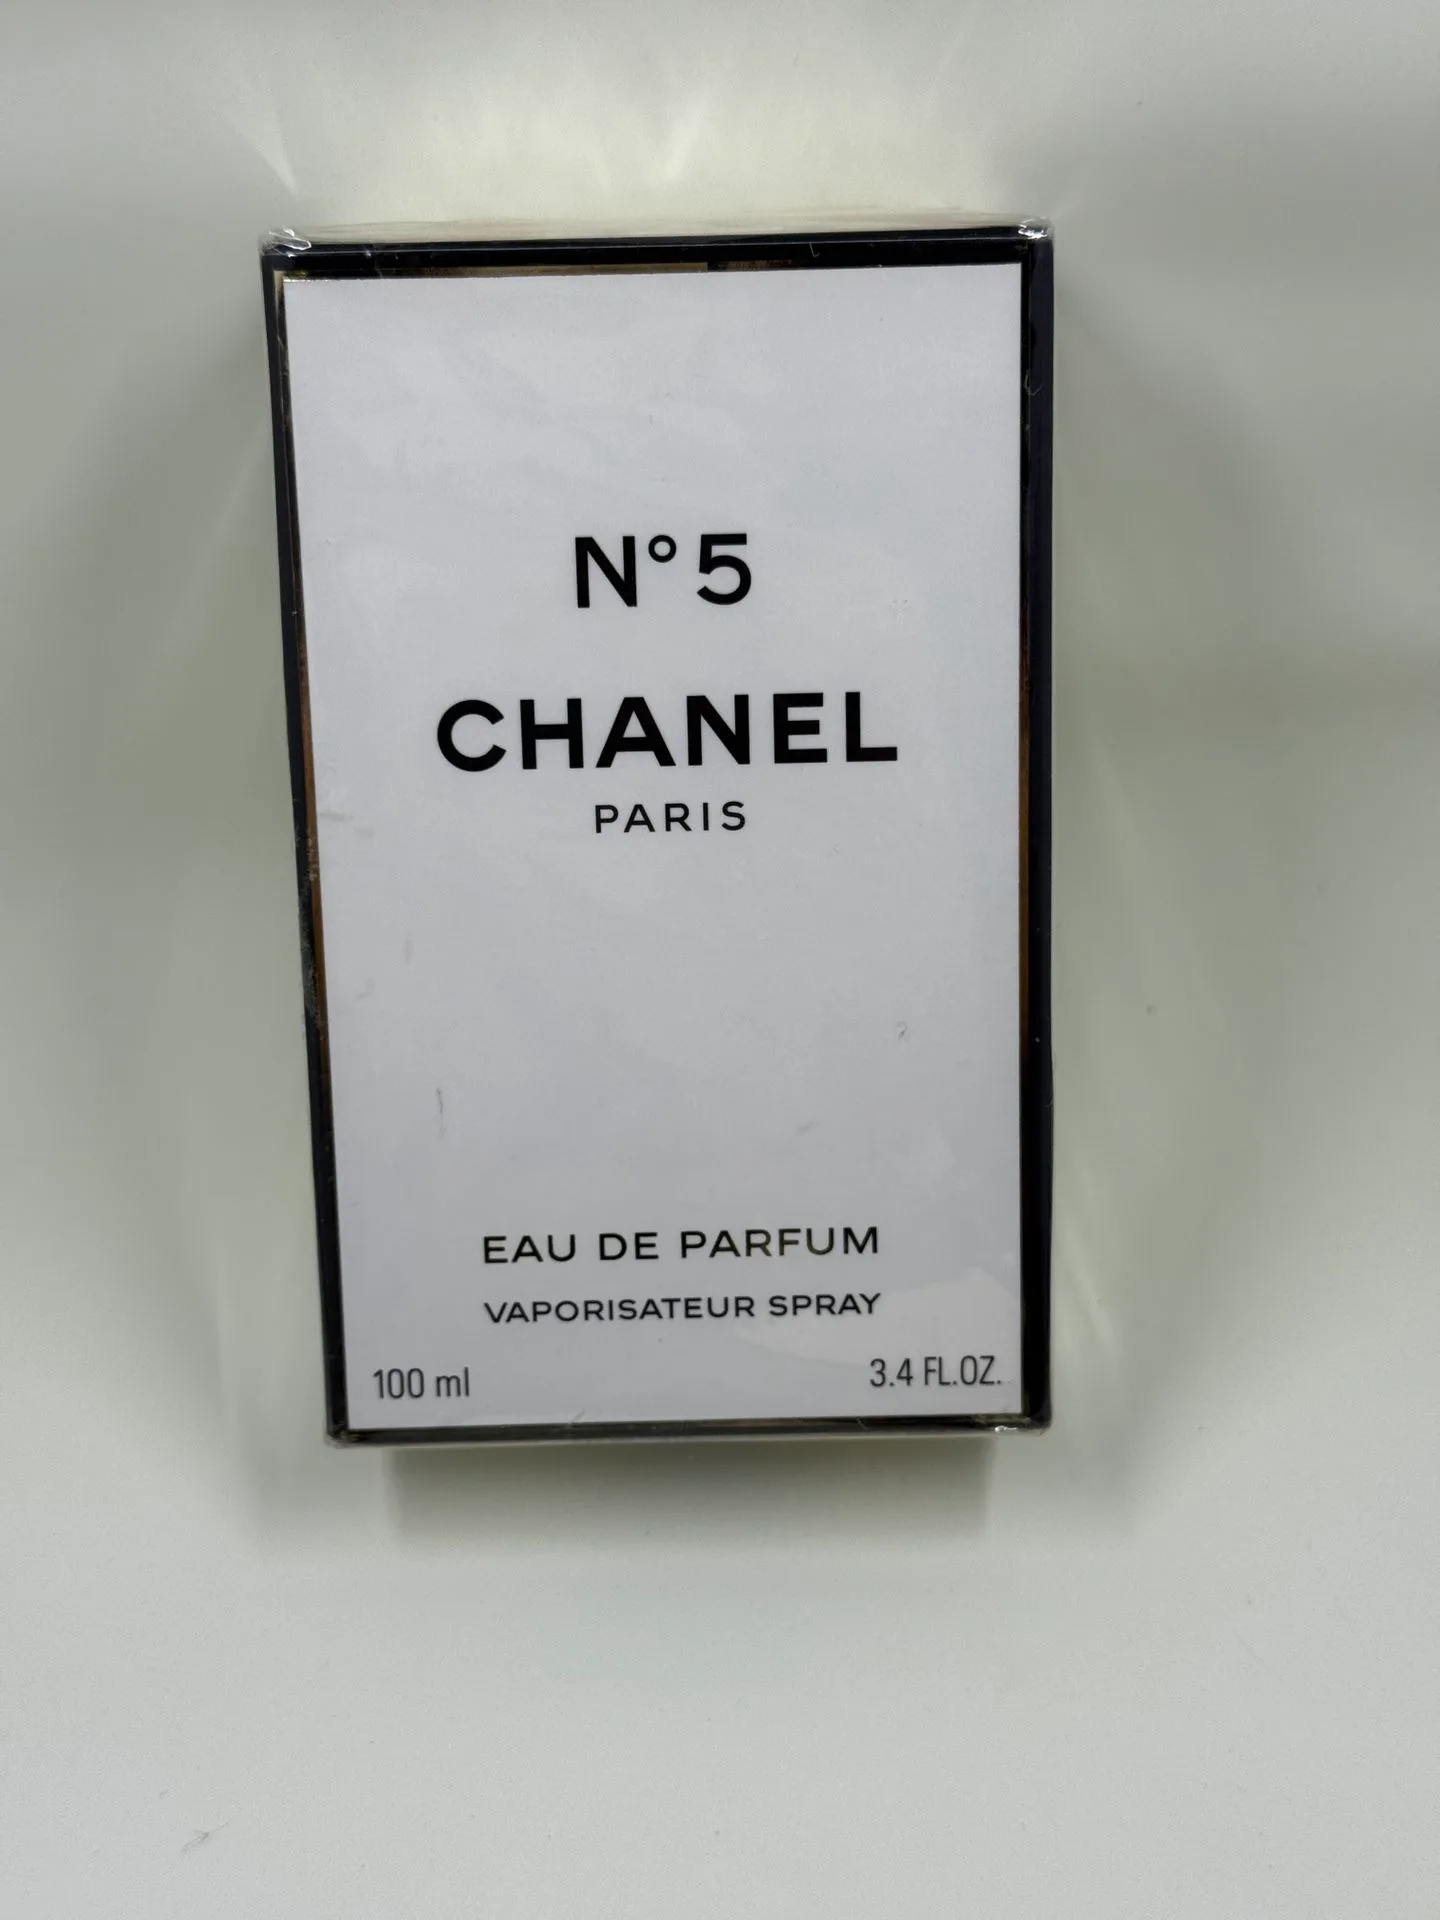 N°5
CHANEL
PARIS
EAU DE PARFUM
VAPORISATEUR SPRAY
100 ml
3.4 FL.OZ.